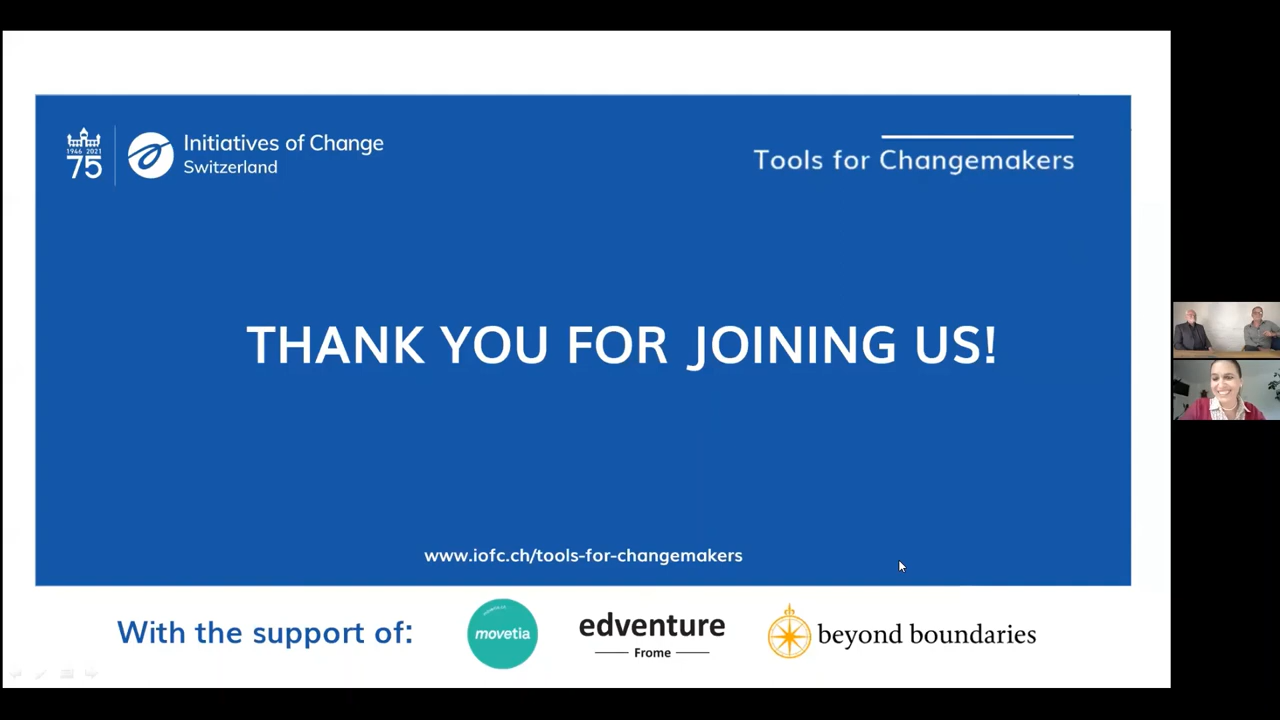 1946 2021
75
Initiatives of Change
Switzerland
Tools for Changemakers
THANK YOU FOR JOINING US!
www.iofc.ch/tools-for-changemakers
With the support of:
movetia
edventure
Frome
beyond boundaries